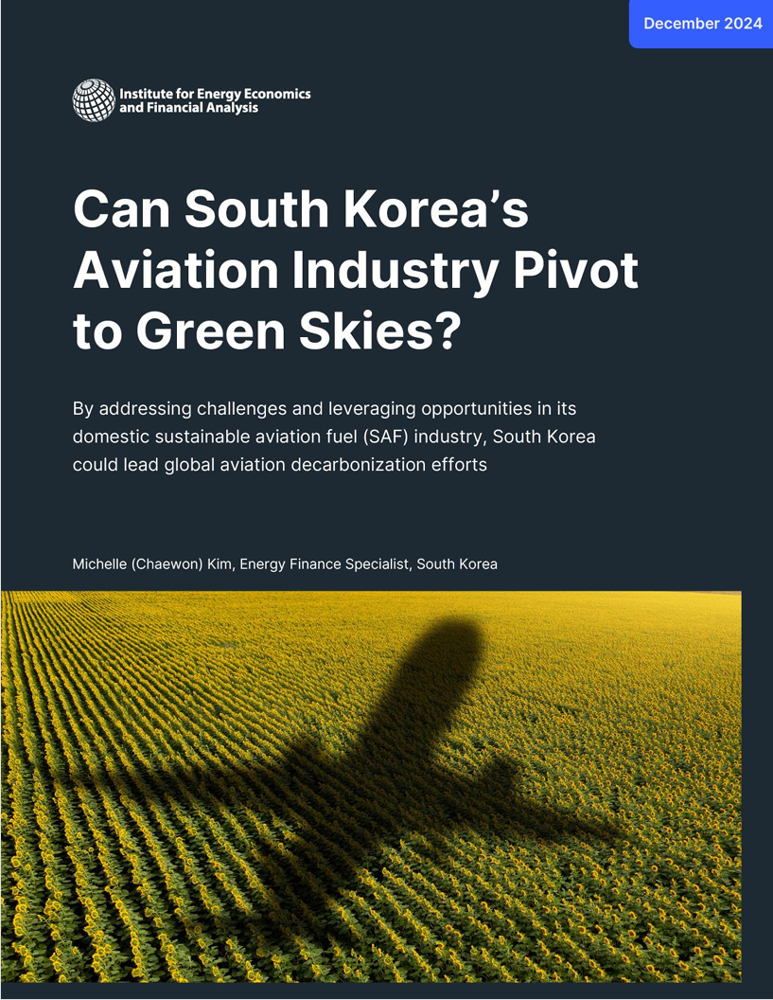 December 2024
Institute for Energy Economics
and Financial Analysis
Can South Korea’s
Aviation Industry Pivot
to Green Skies?
By addressing challenges and leveraging opportunities in its
domestic sustainable aviation fuel (SAF) industry, South Korea
could lead global aviation decarbonization efforts
Michelle (Chaewon) Kim, Energy Finance Specialist, South Korea